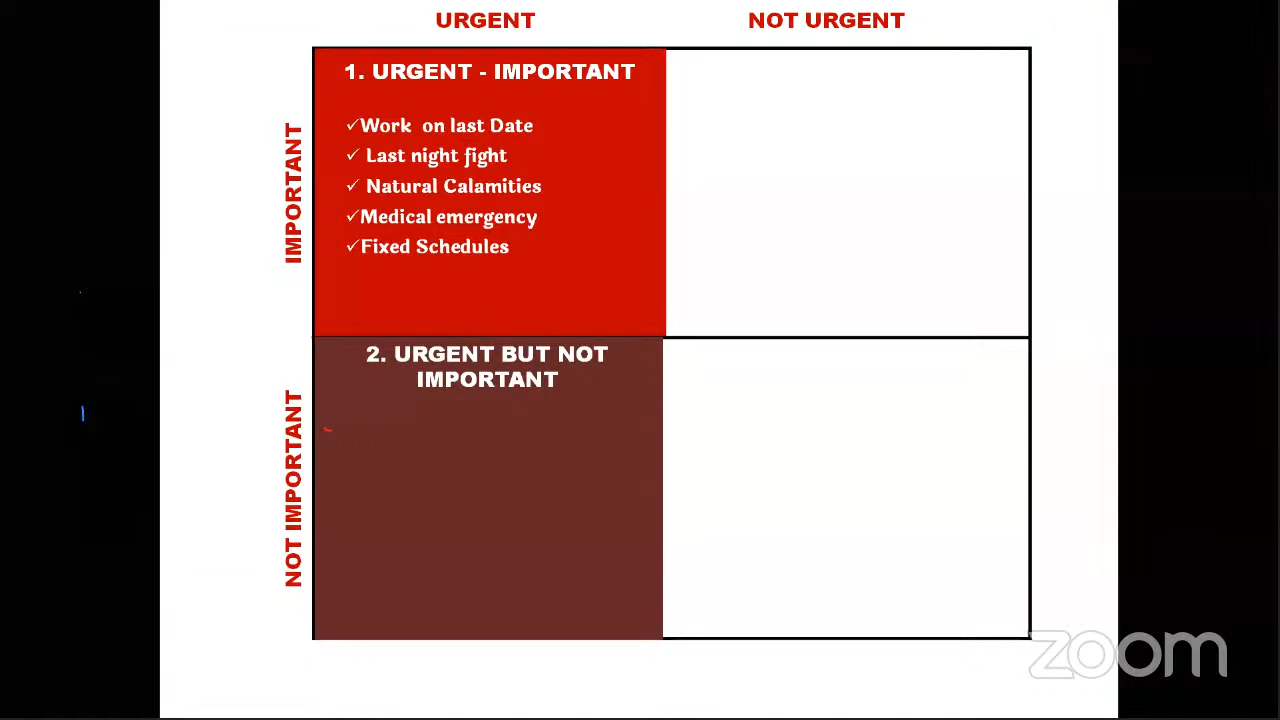 URGENT NOT URGENT
IMPORTANT
1. URGENT - IMPORTANT
✓Work on last Date
✓ Last night fight
✓ Natural Calamities
✓Medical emergency
✓Fixed Schedules
NOT IMPORTANT
2. URGENT BUT NOT
IMPORTANT
zoom